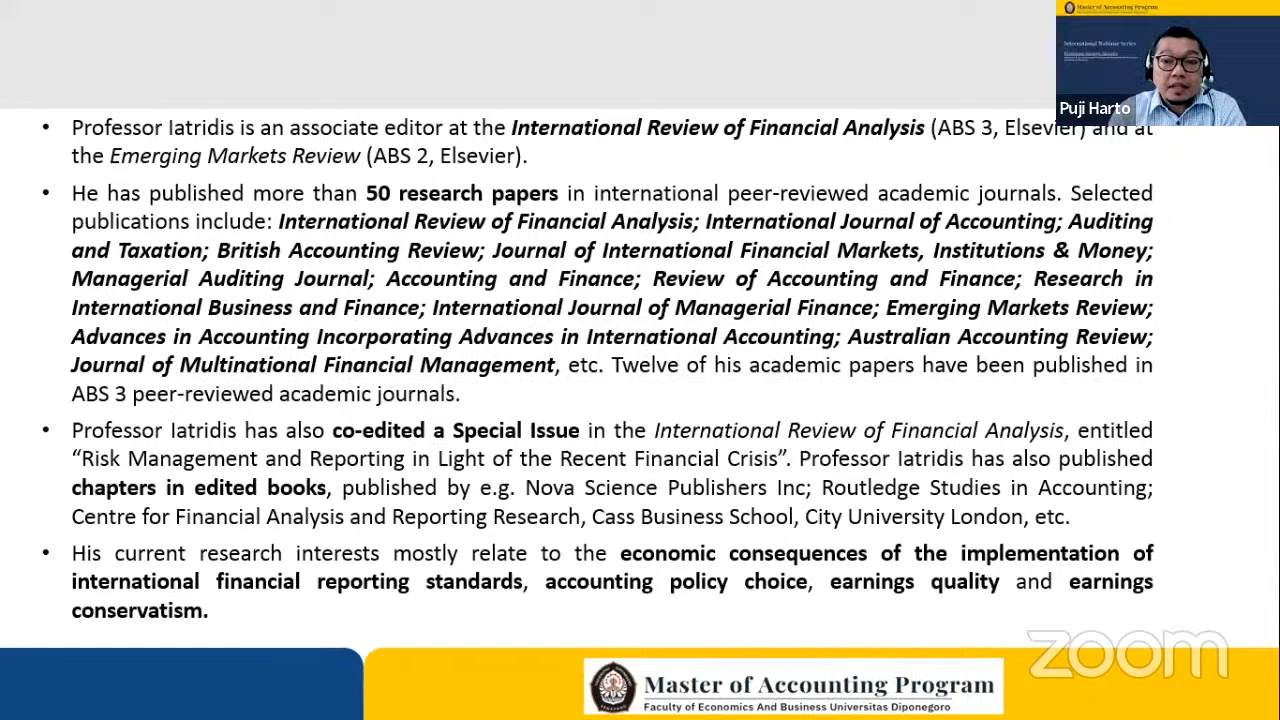 Master of Accounting Program
International Webinar Series
Puji Harto
• Professor Iatridis is an associate editor at the International Review of Financial Analysis (ABS 3, Elsevier) and at
the Emerging Markets Review (ABS 2, Elsevier).
• He has published more than 50 research papers in international peer-reviewed academic journals. Selected
publications include: International Review of Financial Analysis; International Journal of Accounting; Auditing
and Taxation; British Accounting Review; Journal of International Financial Markets, Institutions & Money;
Managerial Auditing Journal; Accounting and Finance; Review of Accounting and Finance; Research in
International Business and Finance; International Journal of Managerial Finance; Emerging Markets Review;
Advances in Accounting Incorporating Advances in International Accounting; Australian Accounting Review;
Journal of Multinational Financial Management, etc. Twelve of his academic papers have been published in
ABS 3 peer-reviewed academic journals.
• Professor Iatridis has also co-edited a Special Issue in the International Review of Financial Analysis, entitled
“Risk Management and Reporting in Light of the Recent Financial Crisis”. Professor Iatridis has also published
chapters in edited books, published by e.g. Nova Science Publishers Inc; Routledge Studies in Accounting;
Centre for Financial Analysis and Reporting Research, Cass Business School, City University London, etc.
• His current research interests mostly relate to the economic consequences of the implementation of
international financial reporting standards, accounting policy choice, earnings quality and earnings
conservatism.
zoom
Master of Accounting Program
Faculty of Economics And Business Universitas Diponegoro